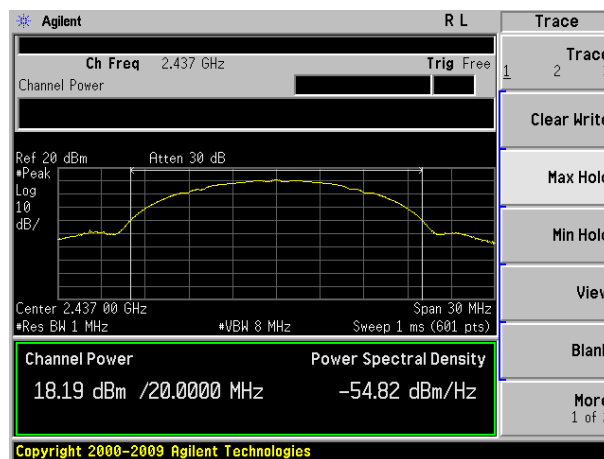 Agilent R L Trace
Ch Freq 2.437 GHz Trig Free
Channel Power
Trace
1 2
Clear Write
Max Hold
Min Hold
View
Blank
More
1 of
Ref 20 dBm Atten 30 dB
#Peak
Log
10
dB/
Center 2.437 00 GHz Span 30 MHz
#Res BW 1 MHz #VBW 8 MHz Sweep 1 ms (601 pts)
Channel Power Power Spectral Density
18.19 dBm /20.0000 MHz -54.82 dBm/Hz
Copyright 2000-2009 Agilent Technologies